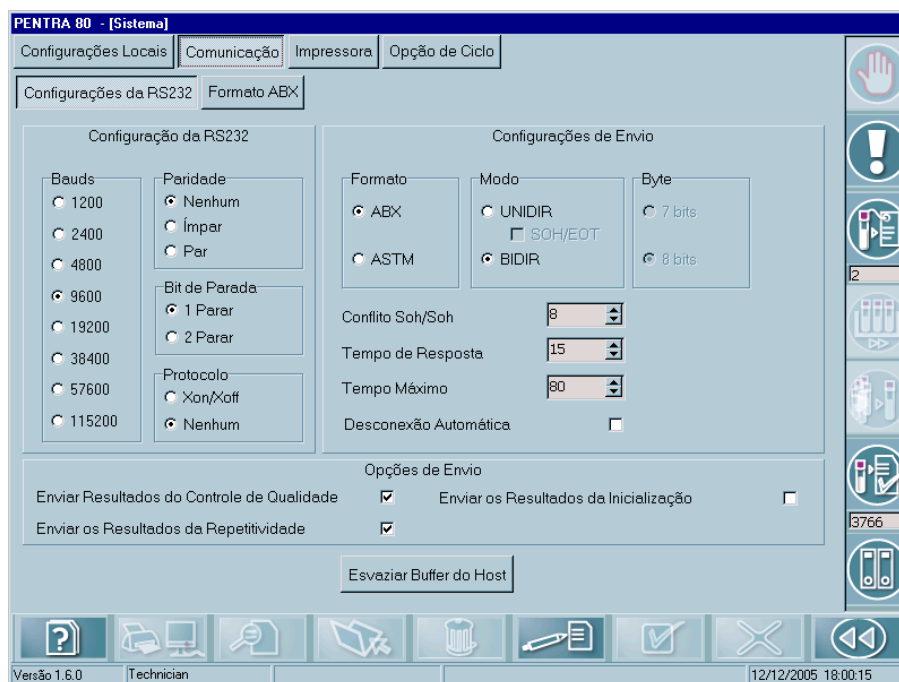 PENTRA 80 - [Sistema]
Configurações Locais Comunicação Impressora Opção de Ciclo
Configurações da RS232 Formato ABX
Configuração da RS232
Bauds
1200
2400
4800
9600
19200
38400
57600
115200
Paridade
Nenhum
Ímpar
Par
Bit de Parada
1 Parar
2 Parar
Protocolo
Xon/Xoff
Nenhum
Configurações de Envio
Formato
ABX
ASTM
Modo
UNIDIR
SOH/EOT
BIDIR
Byte
7 bits
8 bits
Conflito Soh/Soh 8
Tempo de Resposta 15
Tempo Máximo 80
Desconexão Automática
Opções de Envio
Enviar Resultados do Controle de Qualidade Enviar os Resultados da Inicialização
Enviar os Resultados da Repetitividade
Esvaziar Buffer do Host
2
3766
Versão 1.6.0 Technician 12/12/2005 18:00:15